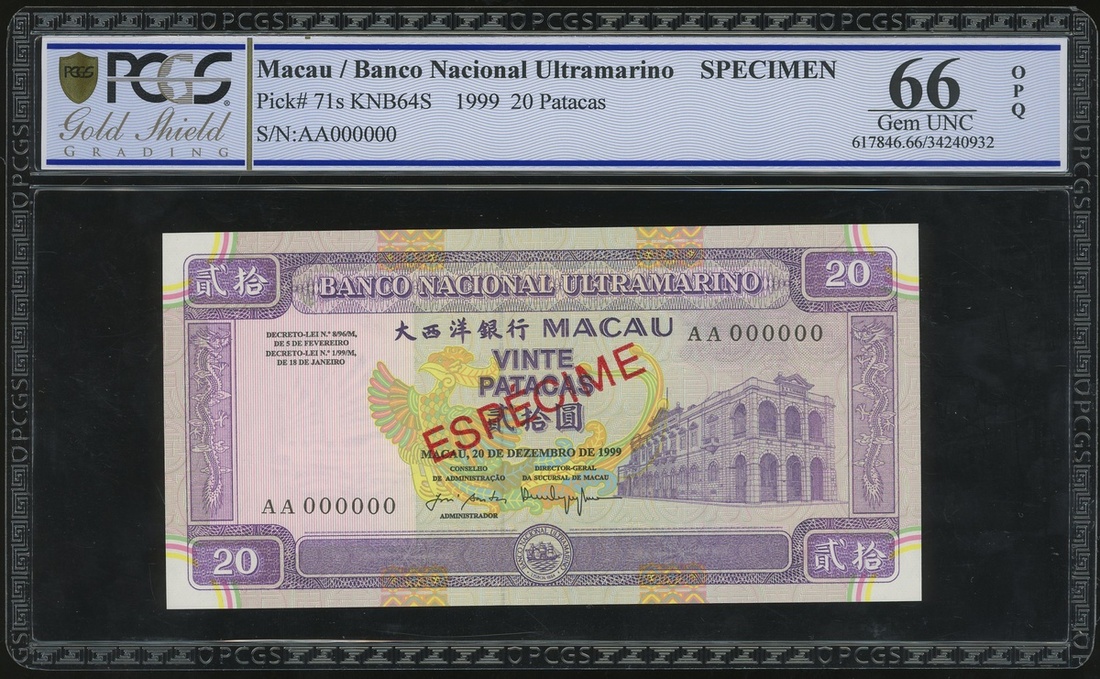 PCGS
Gold Shield
GRADING
Macau / Banco Nacional Ultramarino SPECIMEN
Pick# 71s KNB64S 1999 20 Patacas
S/N:AA000000
66
Gem UNC
OPQ
617846.66/34240932
貳拾
BANCO NACIONAL ULTRAMARINO
20
DECRETO-LEI N.º 8/96/M,
DE 5 DE FEVEREIRO
DECRETO-LEI N.º 1/99/M,
DE 18 DE JANEIRO
大西洋銀行 MACAU
AA 000000
VINTE
PATACAS
貳拾圓
ESPECIME
MACAU, 20 DE DEZEMBRO DE 1999
CONSELHO
DE ADMINISTRAÇÃO
DIRECTOR-GERAL
DA SUCURSAL DE MACAU
AA 000000
ADMINISTRADOR
20
BANCO NACIONAL ULTRAMARINO
貳拾